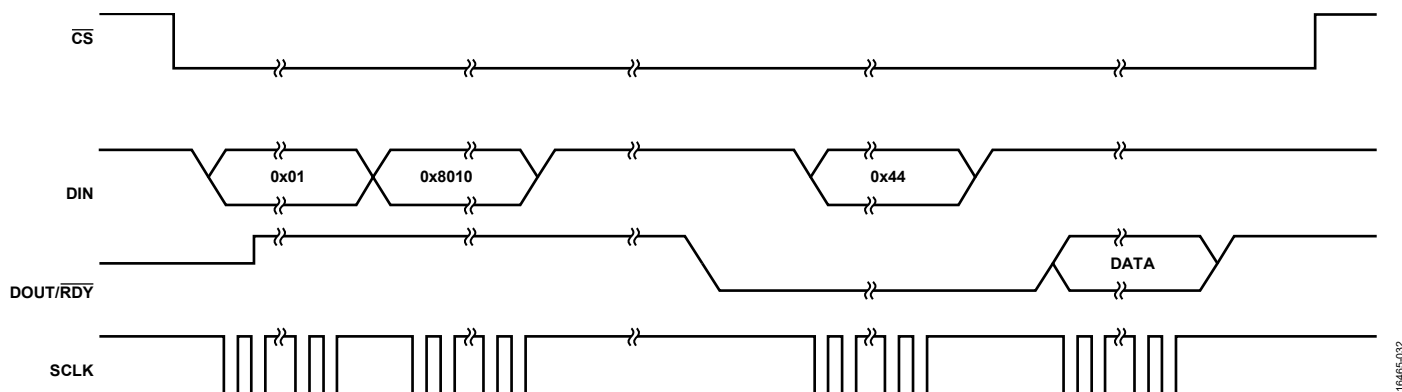 CS
DIN
0x01
0x8010
0x44
DOUT/RDY
DATA
SCLK
16465-032